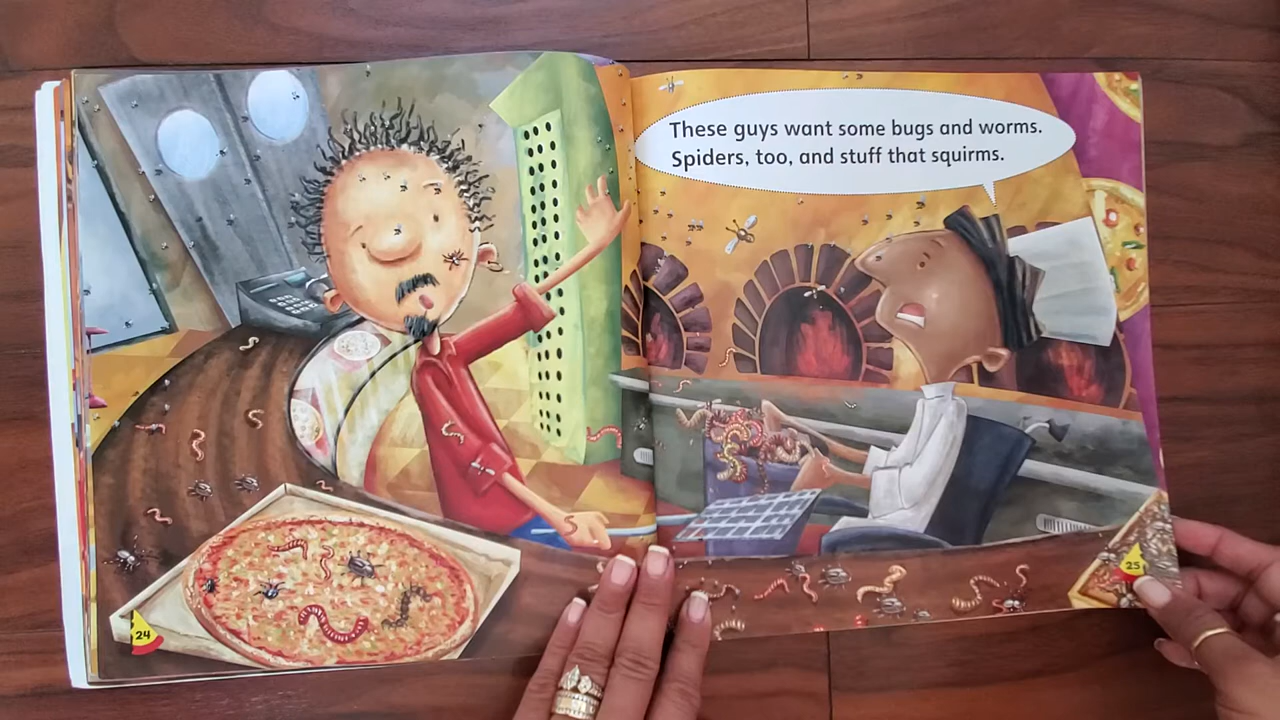 These guys want some bugs and worms.
Spiders, too, and stuff that squirms.
24
25